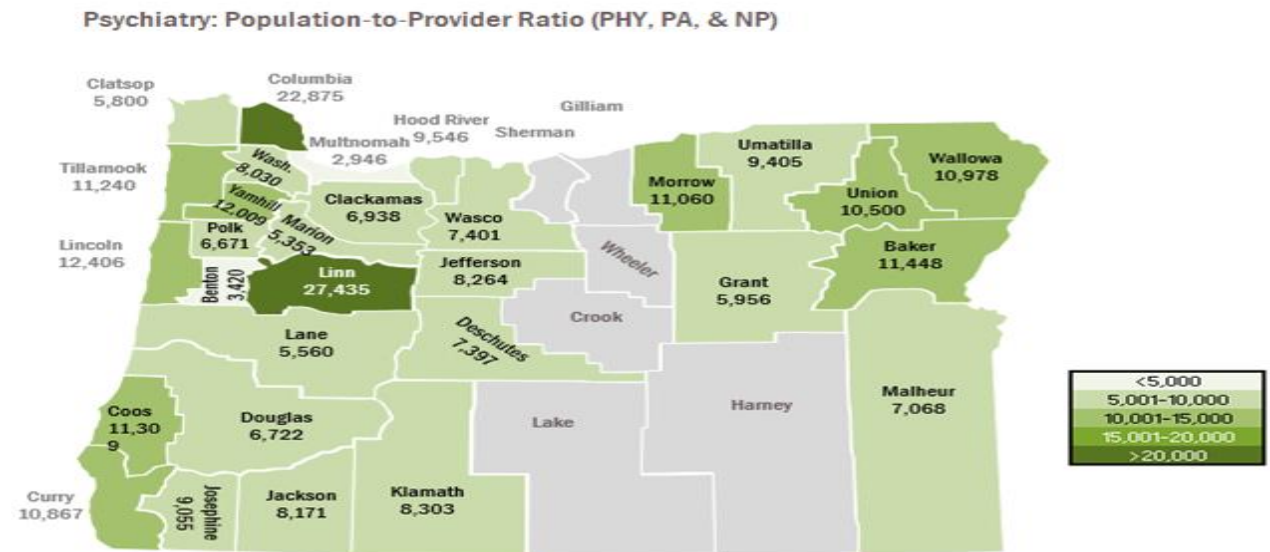 Psychiatry: Population-to-Provider Ratio (PHY, PA, & NP)
Clatsop
5,800
Columbia
22,875
Multnomah
2,946
Hood River
9,546
Sherman
Gilliam
Tillamook
11,240
Wash.
8,030
Yamhill
12,009
Clackamas
6,938
Marion
5,353
Polk
6,671
Wasco
7,401
Morrow
11,060
Umatilla
9,405
Union
10,500
Wallowa
10,978
Lincoln
12,406
Benton
3,420
Linn
27,435
Jefferson
8,264
Wheeler
Grant
5,956
Baker
11,448
Lane
5,560
Deschutes
7,397
Crook
Coos
11,30
9
Douglas
6,722
Lake
Harney
Malheur
7,068
Curry
10,867
Josephine
9,055
Jackson
8,171
Klamath
8,303
<5,000
5,001-10,000
10,001-15,000
15,001-20,000
>20,000